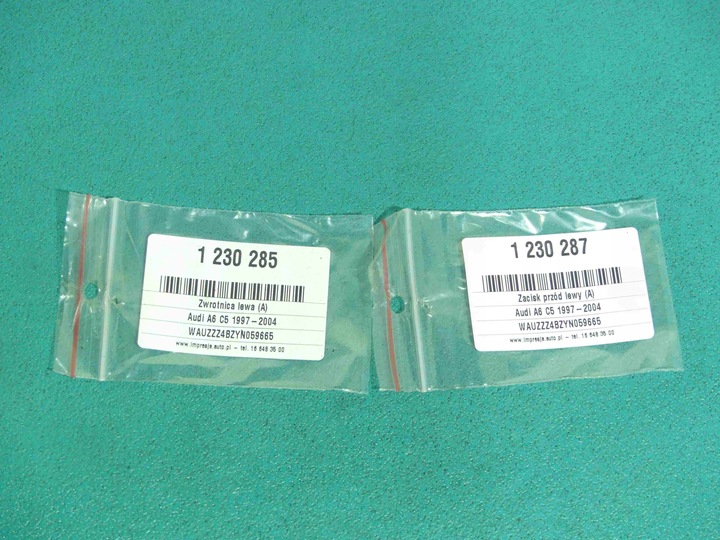 1 230 285
Zwrotnica lewa (A)
Audi A6 C5 1997-2004
WAUZZZ4BZYN059665
www.impresja.auto.pl - tel. 15 648 35 00
1 230 287
Zacisk przód lewy (A)
Audi A6 C5 1997-2004
WAUZZZ4BZYN059665
www.impresja.auto.pl - tel. 15 648 35 00